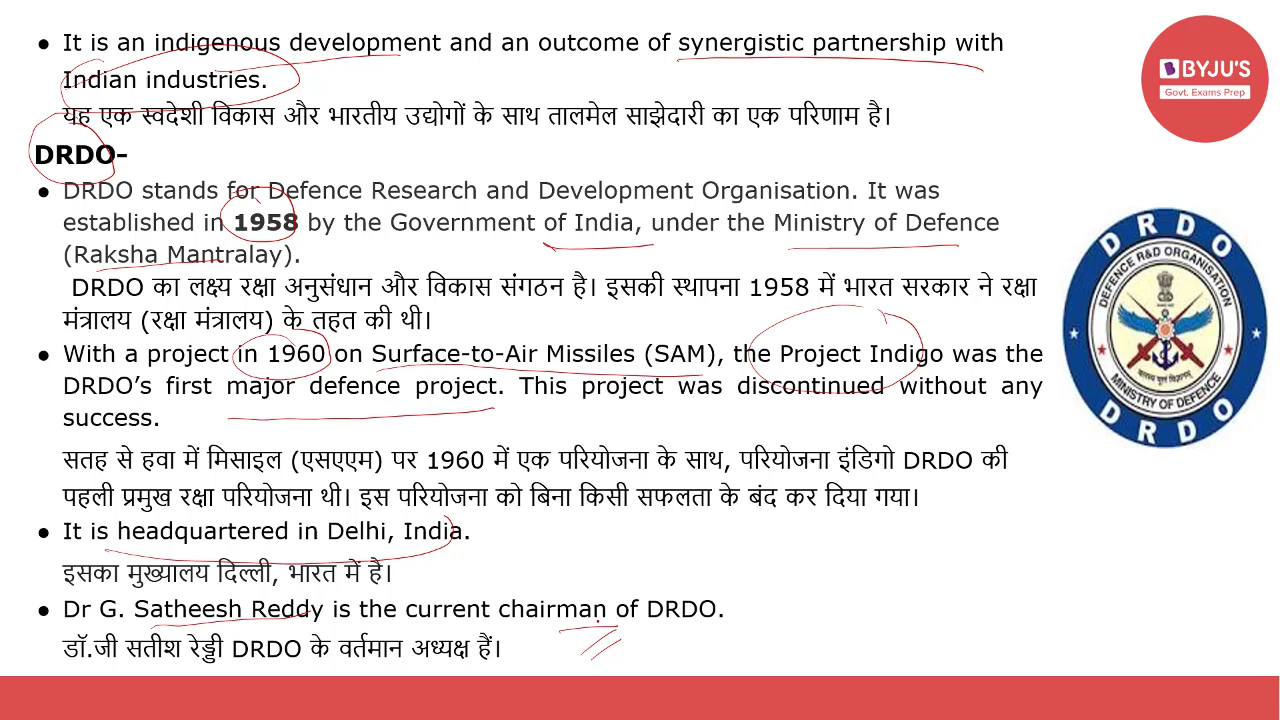 ● It is an indigenous development and an outcome of synergistic partnership with
Indian industries.
यह एक स्वदेशी विकास और भारतीय उद्योगों के साथ तालमेल साझेदारी का एक परिणाम है।
DRDO-
● DRDO stands for Defence Research and Development Organisation. It was
established in 1958 by the Government of India, under the Ministry of Defence
(Raksha Mantralay).
DRDO का लक्ष्य रक्षा अनुसंधान और विकास संगठन है। इसकी स्थापना 1958 में भारत सरकार ने रक्षा
मंत्रालय (रक्षा मंत्रालय) के तहत की थी।
● With a project in 1960 on Surface-to-Air Missiles (SAM), the Project Indigo was the
DRDO’s first major defence project. This project was discontinued without any
success.
सतह से हवा में मिसाइल (एसएएम) पर 1960 में एक परियोजना के साथ, परियोजना इंडिगो DRDO की
पहली प्रमुख रक्षा परियोजना थी। इस परियोजना को बिना किसी सफलता के बंद कर दिया गया।
● It is headquartered in Delhi, India.
इसका मुख्यालय दिल्ली, भारत में है।
● Dr G. Satheesh Reddy is the current chairman of DRDO.
डॉ.जी सतीश रेड्डी DRDO के वर्तमान अध्यक्ष हैं।
BYJU'S
Govt. Exams Prep
DRDO
DEFENCE R&D ORGANISATION
MINISTRY OF DEFENCE
DRDO